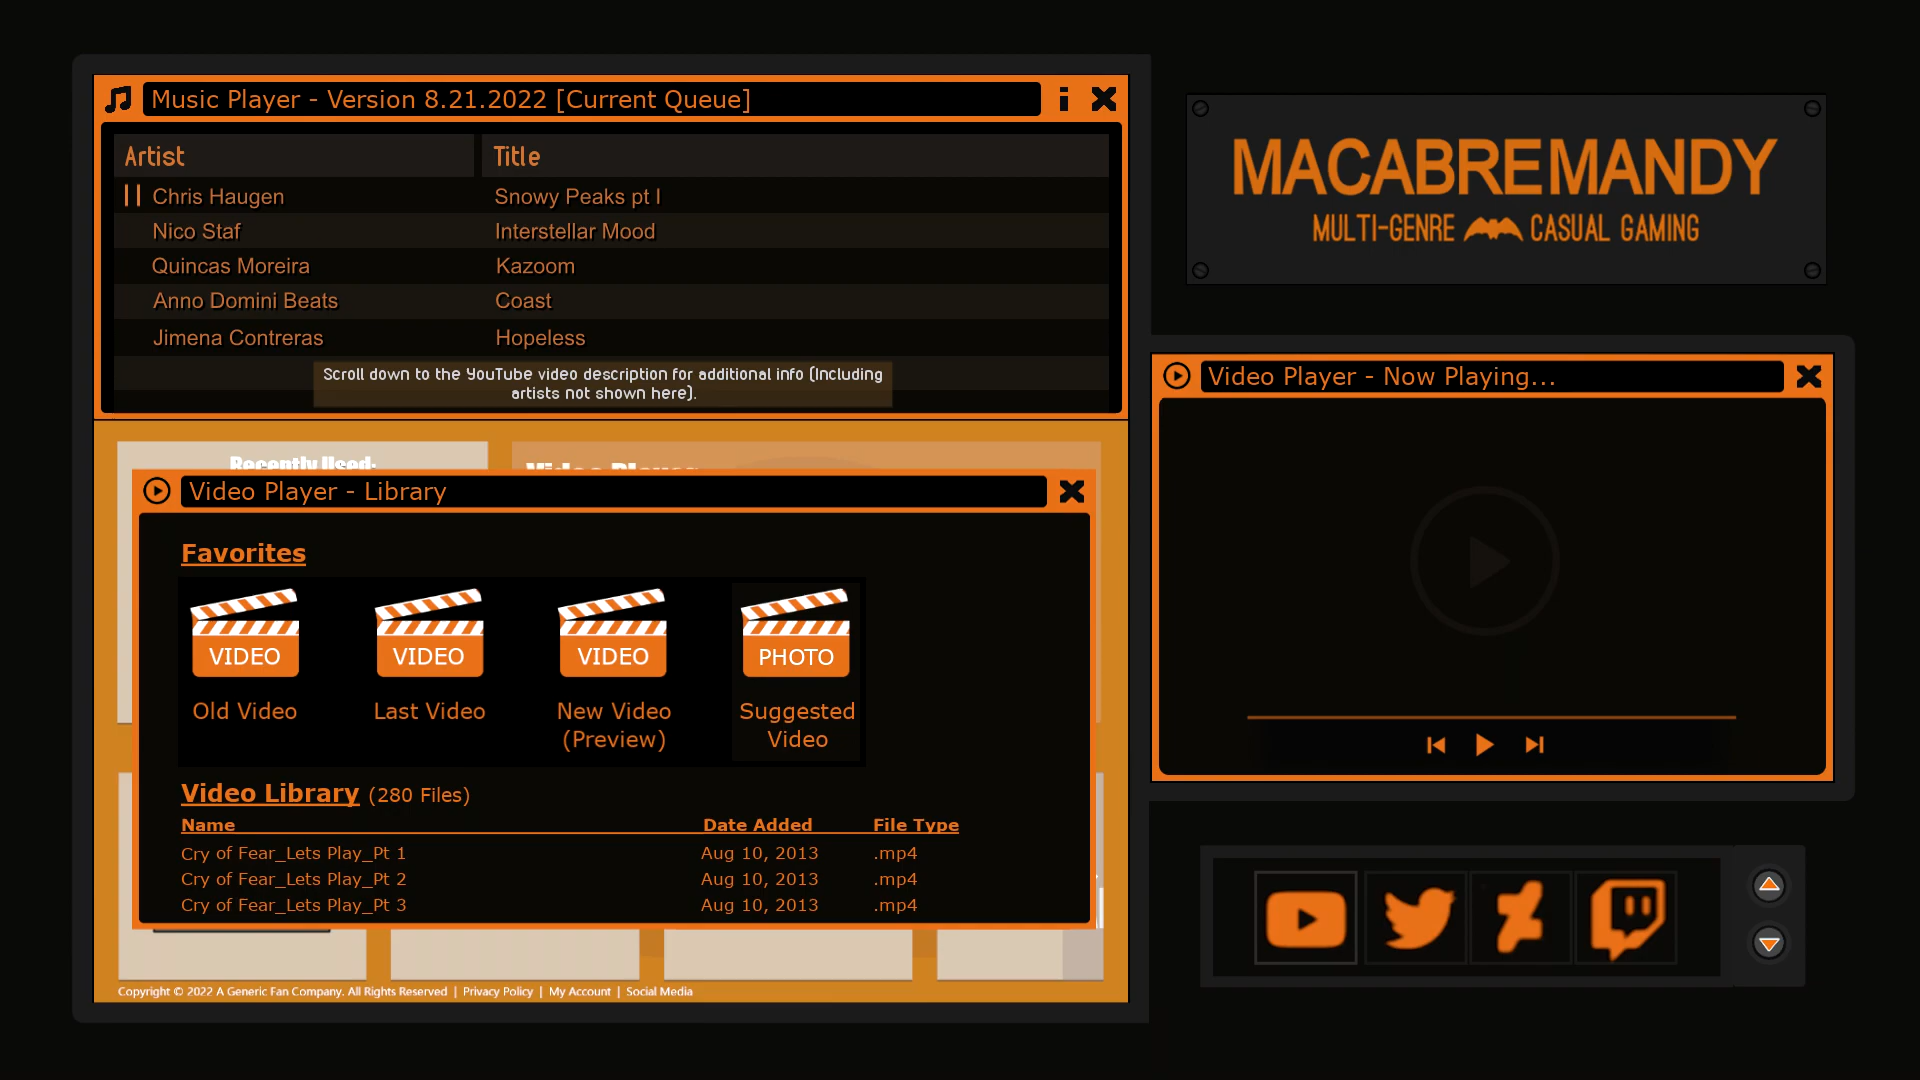 Music Player - Version 8.21.2022 [Current Queue]
Artist Title
Chris Haugen Snowy Peaks pt I
Nico Staf Interstellar Mood
Quincas Moreira Kazoom
Anno Domini Beats Coast
Jimena Contreras Hopeless
Scroll down to the YouTube video description for additional info (Including
artists not shown here).
Recently Used:
Video Player
Video Player - Library
Favorites
VIDEO VIDEO VIDEO PHOTO
Old Video Last Video New Video Suggested
(Preview) Video
Video Library (280 Files)
Name Date Added File Type
Cry of Fear_Lets Play_Pt 1 Aug 10, 2013 .mp4
Cry of Fear_Lets Play_Pt 2 Aug 10, 2013 .mp4
Cry of Fear_Lets Play_Pt 3 Aug 10, 2013 .mp4
Copyright © 2022 A Generic Fan Company. All Rights Reserved | Privacy Policy | My Account | Social Media
MACABREMANDY
MULTI-GENRE CASUAL GAMING
Video Player - Now Playing...